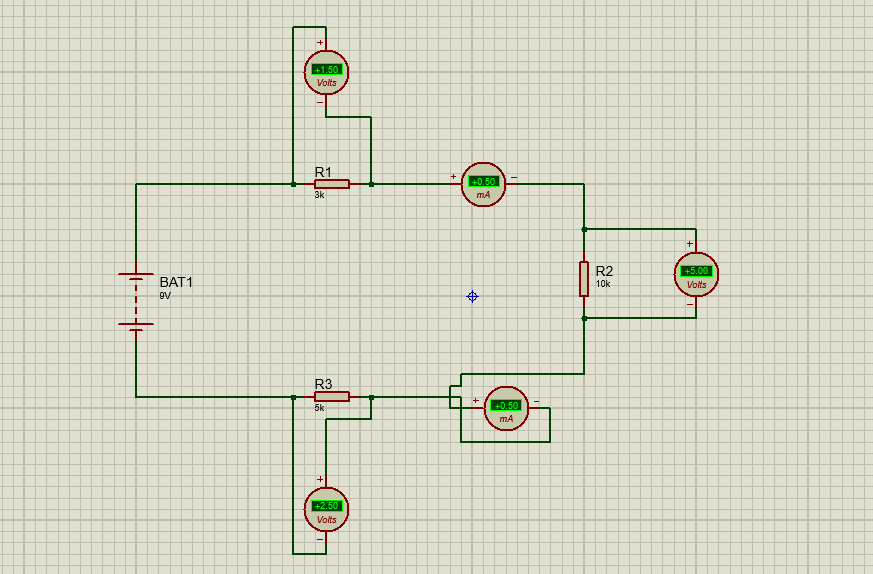 +
+1.50
Volts
−
R1
3k
+
+0.50
mA
−
BAT1
9V
R2
10k
+
+5.00
Volts
−
R3
5k
+
+0.50
mA
−
+
+2.50
Volts
−